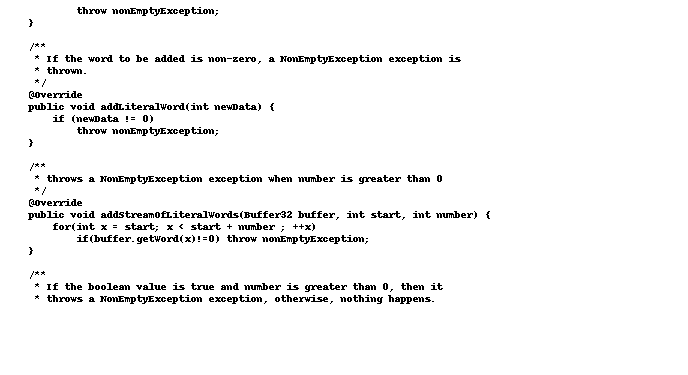 throw nonEmptyException;
}
/**
* If the word to be added is non-zero, a NonEmptyException exception is
* thrown.
*/
@Override
public void addLiteralWord(int newData) {
if (newData != 0)
throw nonEmptyException;
}
/**
* throws a NonEmptyException exception when number is greater than 0
*/
@Override
public void addStreamOfLiteralWords(Buffer32 buffer, int start, int number) {
for(int x = start; x < start + number ; ++x)
if(buffer.getWord(x)!=0) throw nonEmptyException;
}
/**
* If the boolean value is true and number is greater than 0, then it
* throws a NonEmptyException exception, otherwise, nothing happens.